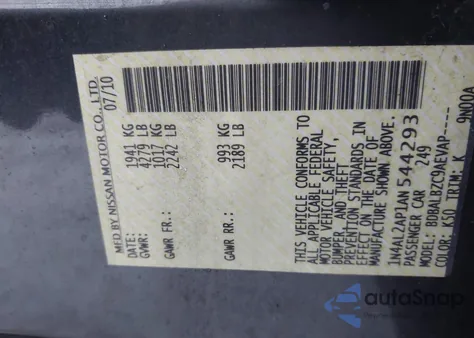 MFD BY NISSAN MOTOR CO., LTD.
DATE: 07/10
GVWR: 1941 KG
4279 LB
GAWR FR: 1017 KG
2242 LB
GAWR RR: 993 KG
2189 LB
THIS VEHICLE CONFORMS TO
ALL APPLICABLE FEDERAL
MOTOR VEHICLE SAFETY,
BUMPER, AND THEFT
PREVENTION STANDARDS IN
EFFECT ON THE DATE OF
MANUFACTURE SHOWN ABOVE.
1N4AL2AP1AN544293
PASSENGER CAR 249
MODEL: BDBALBZC9AEVAP----
COLOR: KSO TRIM: K 9N00A
autoSnap